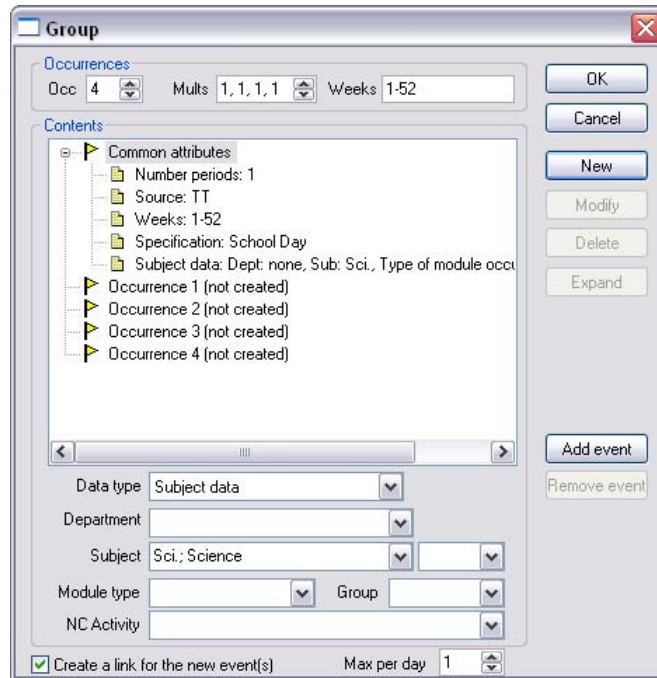 Group
Occurrences
Occ 4 Mults 1, 1, 1, 1 Weeks 1-52
OK
Cancel
Contents
Common attributes
Number periods: 1
Source: TT
Weeks: 1-52
Specification: School Day
Subject data: Dept: none, Sub: Sci., Type of module occu
Occurrence 1 (not created)
Occurrence 2 (not created)
Occurrence 3 (not created)
Occurrence 4 (not created)
New
Modify
Delete
Expand
Add event
Remove event
Data type Subject data
Department
Subject Sci.; Science
Module type Group
NC Activity
Create a link for the new event(s) Max per day 1